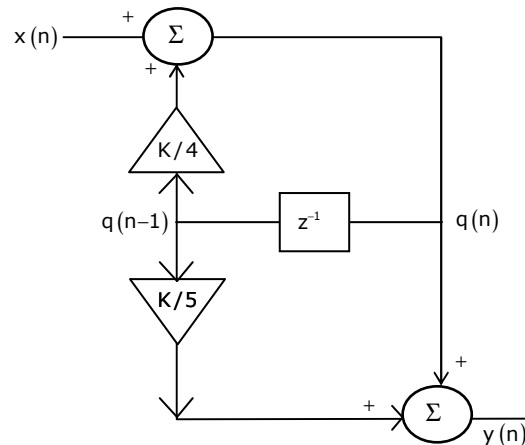 +
x(n)
Σ
+
K/4
q(n−1)
z⁻¹
q(n)
K/5
+
+
Σ
y(n)